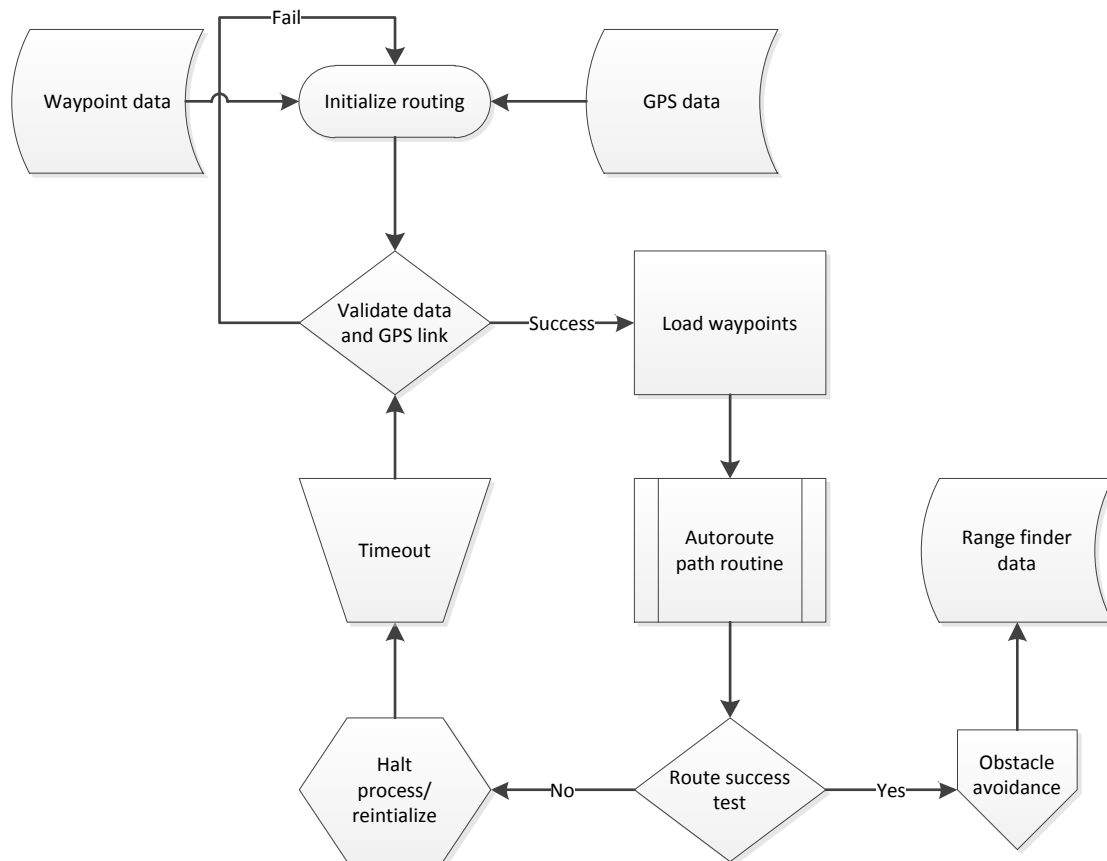 Fail
Waypoint data
Initialize routing
GPS data
Validate data
and GPS link
Success
Load waypoints
Timeout
Autoroute
path routine
Range finder
data
Halt
process/
reintialize
No
Route success
test
Yes
Obstacle
avoidance